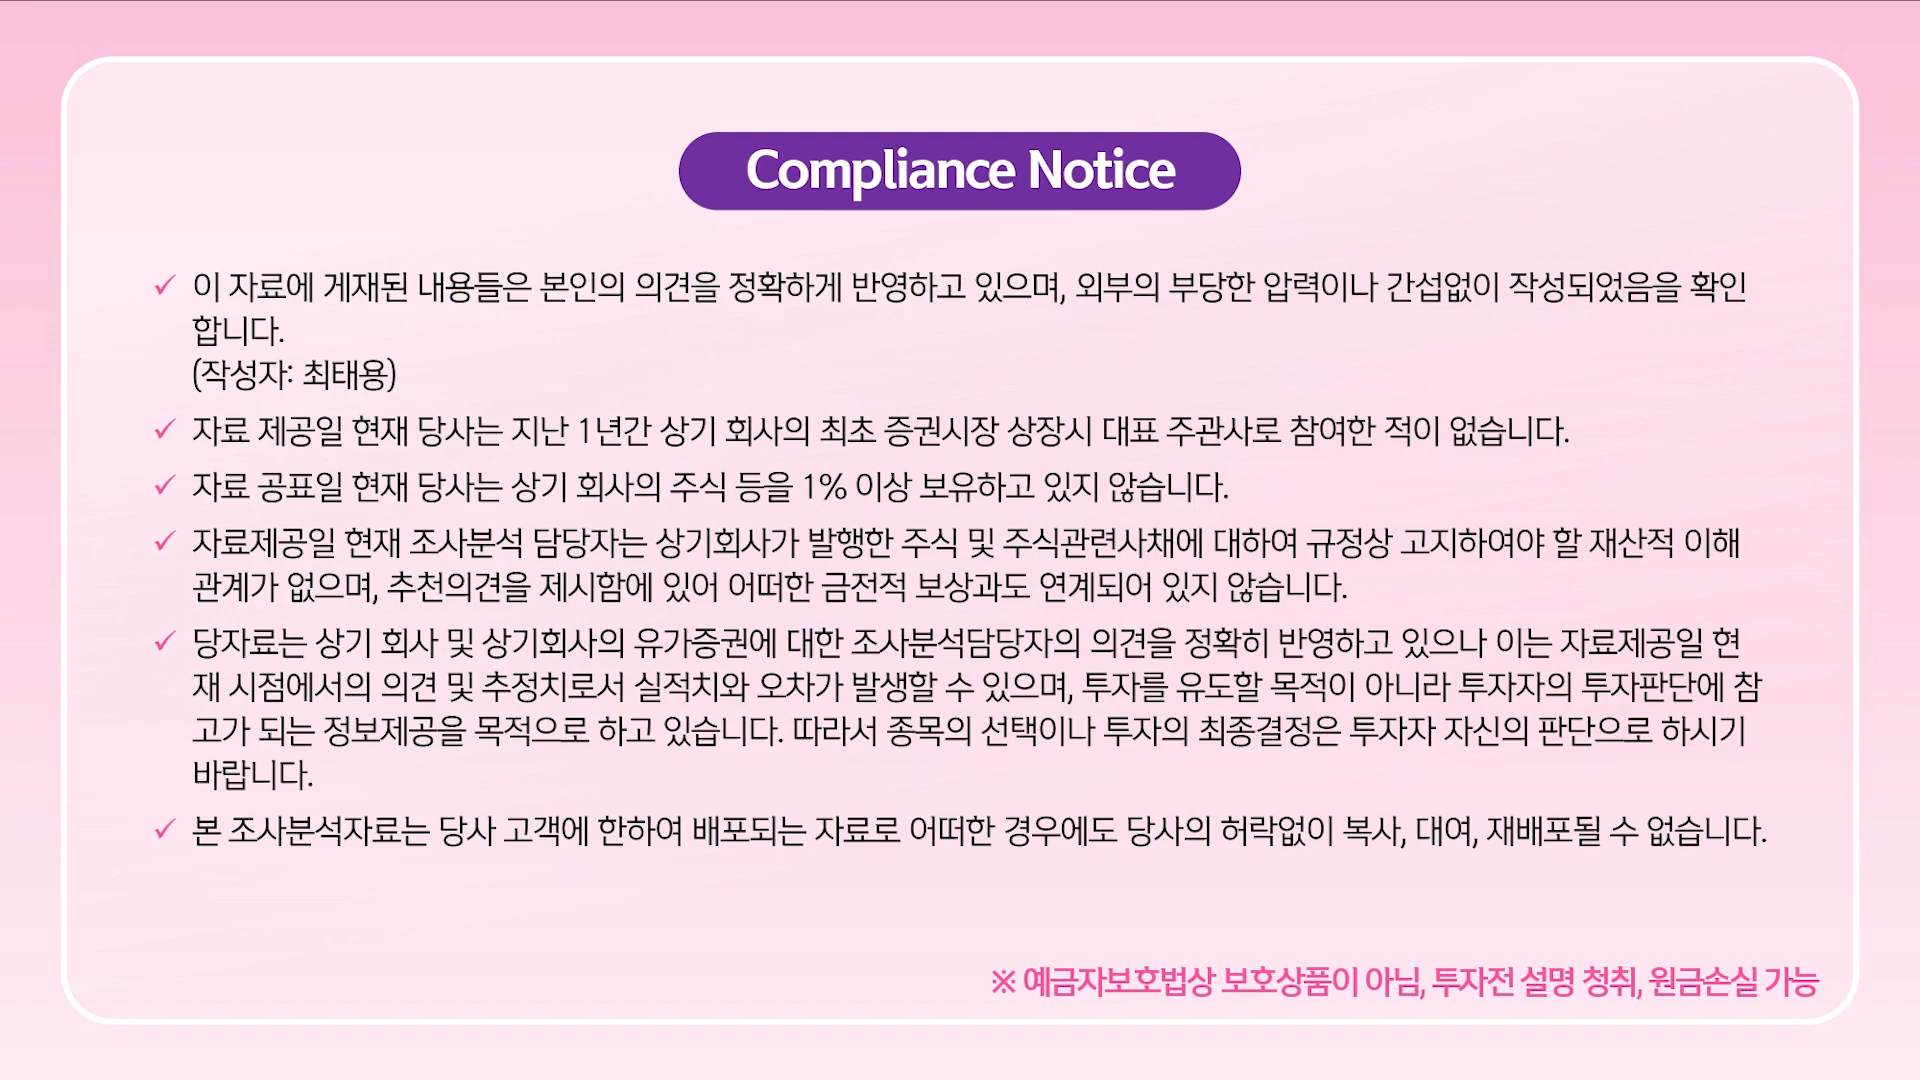 Compliance Notice
✓ 이 자료에 게재된 내용들은 본인의 의견을 정확하게 반영하고 있으며, 외부의 부당한 압력이나 간섭없이 작성되었음을 확인
합니다.
(작성자: 최태용)
✓ 자료 제공일 현재 당사는 지난 1년간 상기 회사의 최초 증권시장 상장시 대표 주관사로 참여한 적이 없습니다.
✓ 자료 공표일 현재 당사는 상기 회사의 주식 등을 1% 이상 보유하고 있지 않습니다.
✓ 자료제공일 현재 조사분석 담당자는 상기회사가 발행한 주식 및 주식관련사채에 대하여 규정상 고지하여야 할 재산적 이해
관계가 없으며, 추천의견을 제시함에 있어 어떠한 금전적 보상과도 연계되어 있지 않습니다.
✓ 당자료는 상기 회사 및 상기회사의 유가증권에 대한 조사분석담당자의 의견을 정확히 반영하고 있으나 이는 자료제공일 현
재 시점에서의 의견 및 추정치로서 실적치와 오차가 발생할 수 있으며, 투자를 유도할 목적이 아니라 투자자의 투자판단에 참
고가 되는 정보제공을 목적으로 하고 있습니다. 따라서 종목의 선택이나 투자의 최종결정은 투자자 자신의 판단으로 하시기
바랍니다.
✓ 본 조사분석자료는 당사 고객에 한하여 배포되는 자료로 어떠한 경우에도 당사의 허락없이 복사, 대여, 재배포될 수 없습니다.
※ 예금자보호법상 보호상품이 아님, 투자전 설명 청취, 원금손실 가능